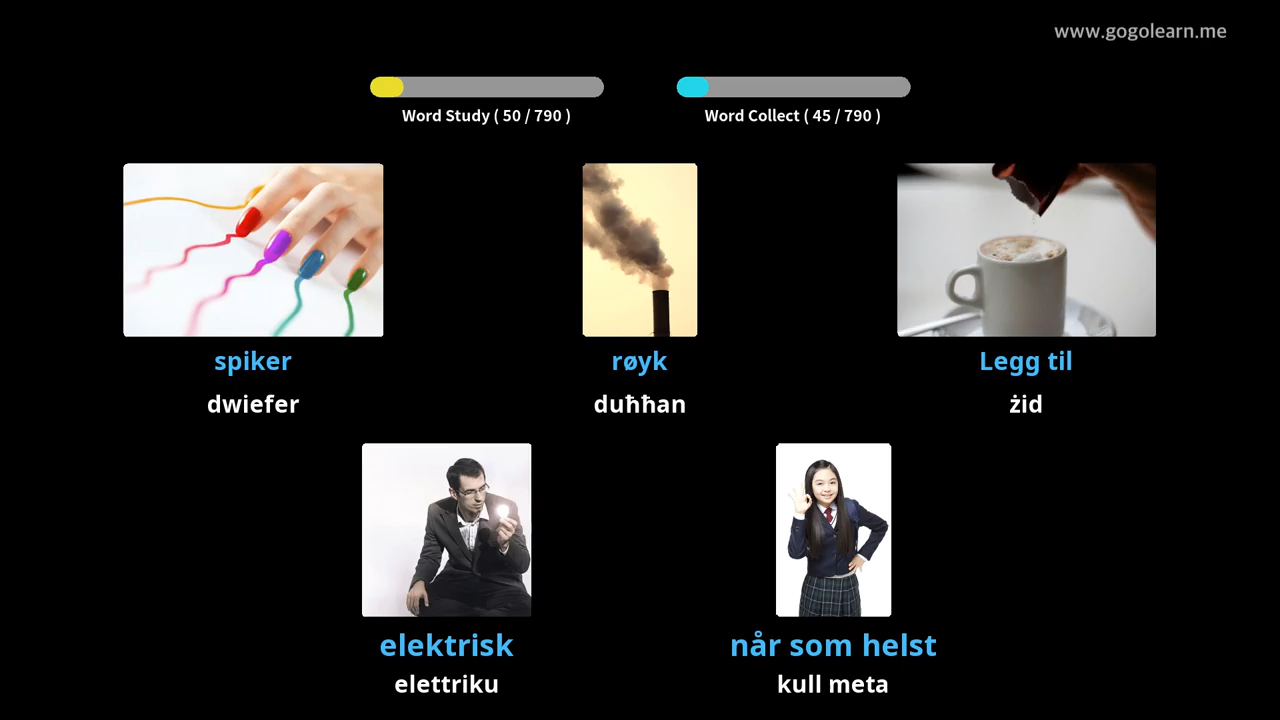 www.gogolearn.me
Word Study ( 50 / 790 )
Word Collect ( 45 / 790 )
spiker
dwiefer
røyk
duħħan
Legg til
żid
elektrisk
elettriku
når som helst
kull meta